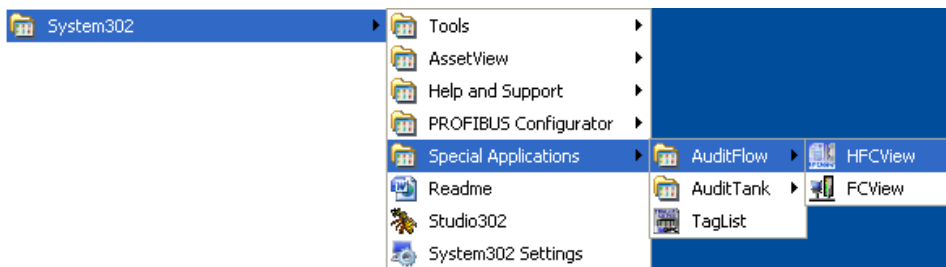 System302
Tools
AssetView
Help and Support
PROFIBUS Configurator
Special Applications
Readme
Studio302
System302 Settings
AuditFlow
AuditTank
TagList
HFCView
FCView